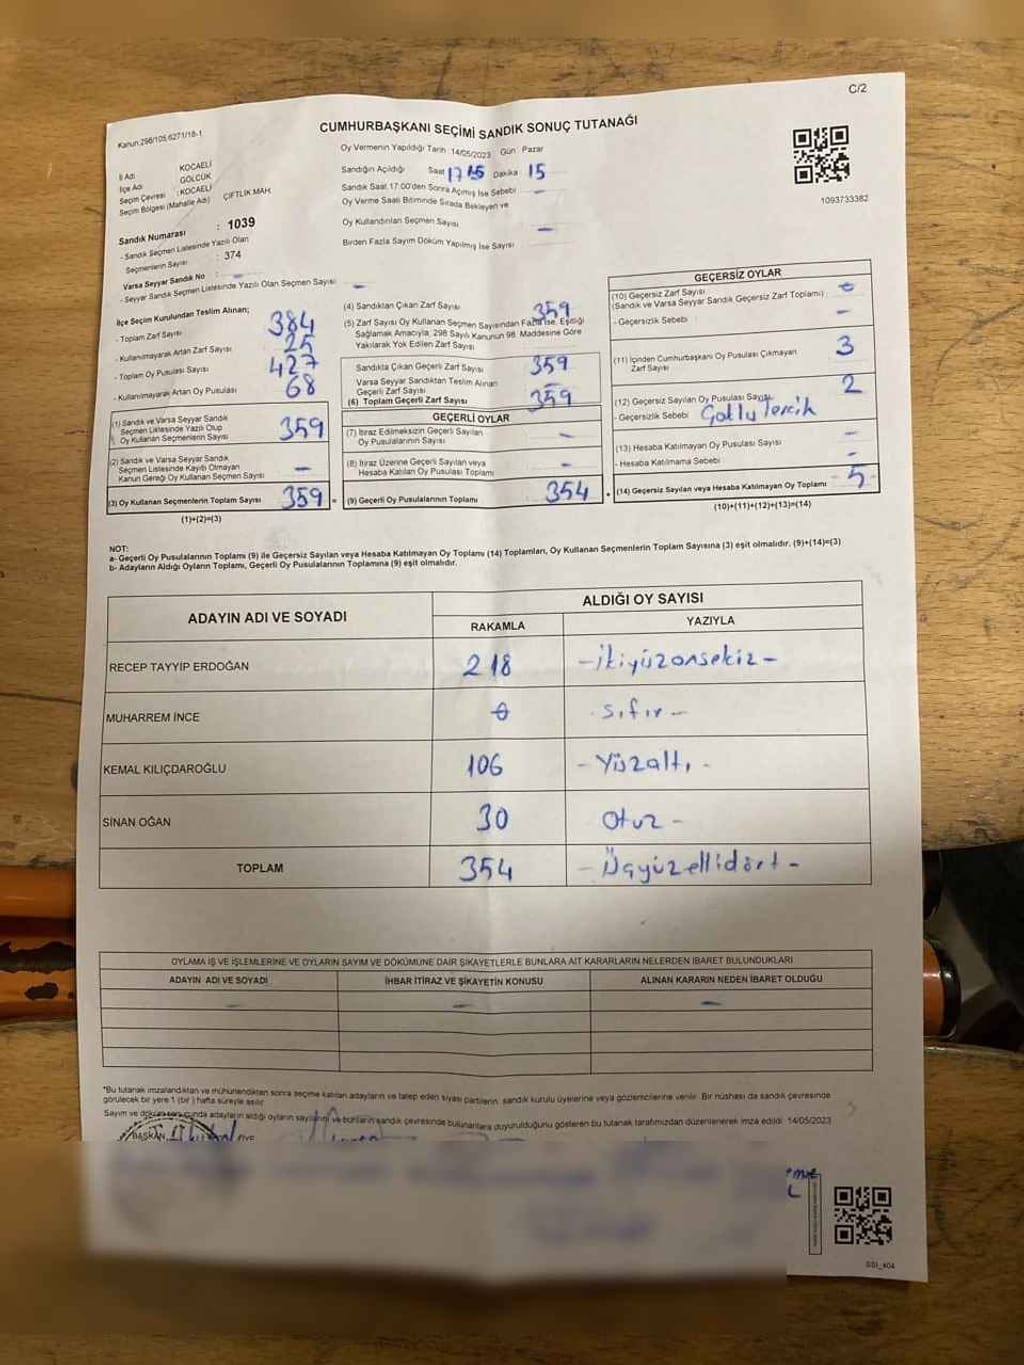 C/2
Kanun:298/105,6271/18-1
CUMHURBAŞKANI SEÇİMİ SANDIK SONUÇ TUTANAĞI
İl Adı KOCAELİ
İlçe Adı GÖLCÜK
Seçim Çevresi : KOCAELİ
Seçim Bölgesi (Mahalle Adı) ÇİFTLİK MAH.
Oy Vermenin Yapıldığı Tarih :14/05/2023 Gün : Pazar
Sandığın Açıldığı Saat Dakika 15
Sandık Saat 17:00'den Sonra Açılmış İse Sebebi -
Oy Verme Saati Bitiminde Sırada Bekleyen ve
Oy Kullandırılan Seçmen Sayısı -
Birden Fazla Sayım Döküm Yapılmış İse Sayısı
1093733382
Sandık Numarası : 1039
- Sandık Seçmen Listesinde Yazılı Olan
Seçmenlerin Sayısı : 374
Varsa Seyyar Sandık No : -
- Seyyar Sandık Seçmen Listesinde Yazılı Olan Seçmen Sayısı -
İlçe Seçim Kurulundan Teslim Alınan;
- Toplam Zarf Sayısı 384
- Kullanılmayarak Artan Zarf Sayısı 25
- Toplam Oy Pusulası Sayısı 427
- Kullanılmayarak Artan Oy Pusulası 68
(1) Sandık ve Varsa Seyyar Sandık
Seçmen Listesinde Yazılı Olup
Oy Kullanan Seçmenlerin Sayısı 359
(2) Sandık ve Varsa Seyyar Sandık
Seçmen Listesinde Kayıtlı Olmayan
Kanun Gereği Oy Kullanan Seçmen Sayısı -
(3) Oy Kullanan Seçmenlerin Toplam Sayısı 359 =
(1)+(2)=(3)
(4) Sandıktan Çıkan Zarf Sayısı 359
(5) Zarf Sayısı Oy Kullanan Seçmen Sayısından Fazla İse, Eşitliği
Sağlamak Amacıyla, 298 Sayılı Kanunun 98. Maddesine Göre
Yakılarak Yok Edilen Zarf Sayısı
Sandıkta Çıkan Geçerli Zarf Sayısı 359
Varsa Seyyar Sandıktan Teslim Alınan
Geçerli Zarf Sayısı
(6) Toplam Geçerli Zarf Sayısı 359
GEÇERLİ OYLAR
(7) İtiraz Edilmeksizin Geçerli Sayılan
Oy Pusulalarının Sayısı -
(8) İtiraz Üzerine Geçerli Sayılan veya
Hesaba Katılan Oy Pusulası Toplamı -
(9) Geçerli Oy Pusulalarının Toplamı 354 +
GEÇERSİZ OYLAR
(10) Geçersiz Zarf Sayısı
(Sandık ve Varsa Seyyar Sandık Geçersiz Zarf Toplamı)
- Geçersizlik Sebebi -
(11) İçinden Cumhurbaşkanı Oy Pusulası Çıkmayan
Zarf Sayısı 3
(12) Geçersiz Sayılan Oy Pusulası Sayısı 2
- Geçersizlik Sebebi
(13) Hesaba Katılmayan Oy Pusulası Sayısı -
- Hesaba Katılmama Sebebi -
(14) Geçersiz Sayılan veya Hesaba Katılmayan Oy Toplamı 5
(10)+(11)+(12)+(13)=(14)
NOT:
a- Geçerli Oy Pusulalarının Toplamı (9) ile Geçersiz Sayılan veya Hesaba Katılmayan Oy Toplamı (14) Toplamları, Oy Kullanan Seçmenlerin Toplam Sayısına (3) eşit olmalıdır. (9)+(14)=(3)
b- Adayların Aldığı Oyların Toplamı, Geçerli Oy Pusulalarının Toplamına (9) eşit olmalıdır.
ADAYIN ADI VE SOYADI
ALDIĞI OY SAYISI
RAKAMLA YAZIYLA
RECEP TAYYİP ERDOĞAN 218 -ikiyüzonsekiz-
MUHARREM İNCE 0 -sıfır-
KEMAL KILIÇDAROĞLU 106 -Yüzaltı-
SİNAN OĞAN 30 Otuz-
TOPLAM 354 -Üçyüzellidört-
OYLAMA İŞ VE İŞLEMLERİNE VE OYLARIN SAYIM VE DÖKÜMÜNE DAİR ŞİKAYETLERLE BUNLARA AİT KARARLARIN NELERDEN İBARET BULUNDUKLARI
ADAYIN ADI VE SOYADI İHBAR İTİRAZ VE ŞİKAYETİN KONUSU ALINAN KARARIN NEDEN İBARET OLDUĞU
- - -
*Bu tutanak imzalandıktan ve mühürlendikten sonra seçime katılan adayların ve talep eden siyasi partilerin sandık kurulu üyelerine veya gözlemcilerine verilir. Bir nüshası da sandık çevresinde
görülecek bir yere 1 (bir) hafta süreyle asılır.
Sayım ve döküm sonucunda adayların aldığı oyların sayısını ve bunların sandık çevresinde bulunanlara duyurulduğunu gösteren bu tutanak tarafımızdan düzenlenerek imza edildi. 14/05/2023
BAŞKAN ÜYE
SSI_404